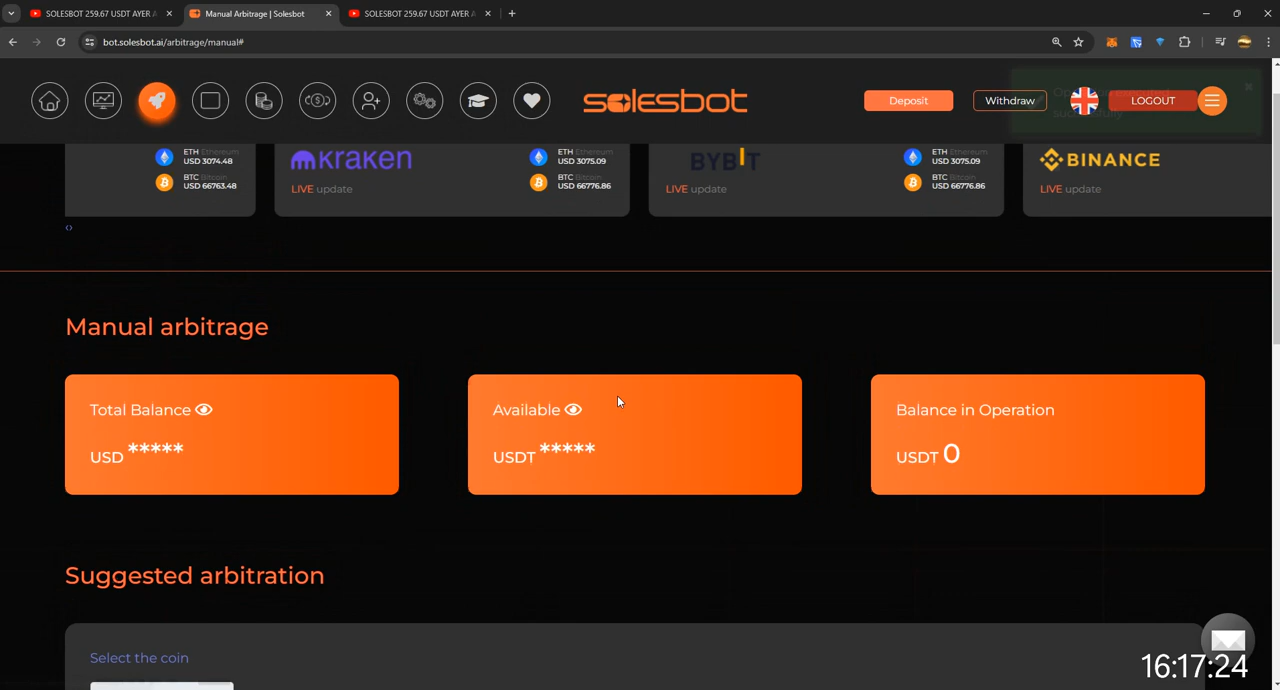 SOLESBOT 259.67 USDT AYER
Manual Arbitrage | Solesbot
SOLESBOT 259.67 USDT AYER
bot.solesbot.ai/arbitrage/manual#
solesbot
Deposit
Withdraw
LOGOUT
successfully
ETH Ethereum
USD 3074.48
BTC Bitcoin
USD 66763.48
kraken
LIVE update
ETH Ethereum
USD 3075.09
BTC Bitcoin
USD 66776.86
BYBIT
LIVE update
ETH Ethereum
USD 3075.09
BTC Bitcoin
USD 66776.86
BINANCE
LIVE update
Manual arbitrage
Total Balance
USD *****
Available
USDT *****
Balance in Operation
USDT 0
Suggested arbitration
Select the coin
16:17:24